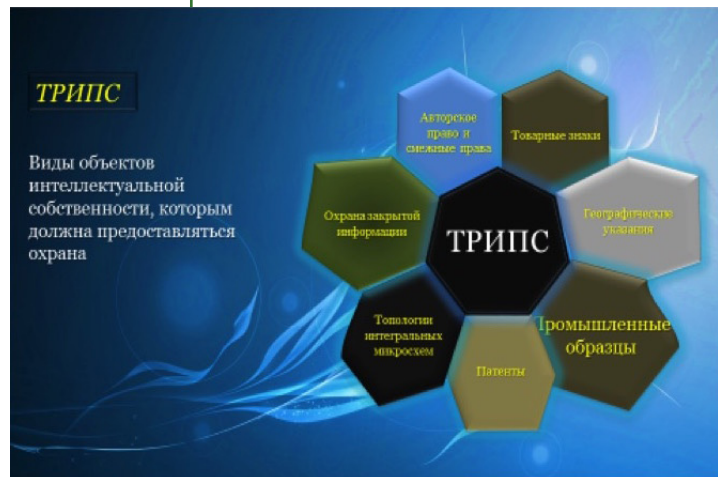 ТРИПС
Виды объектов
интеллектуальной
собственности, которым
должна предоставляться
охрана
Авторское
право и
смежные права
Товарные знаки
Географические
указания
Промышленные
образцы
Патенты
Топологии
интегральных
микросхем
Охрана закрытой
информации
ТРИПС